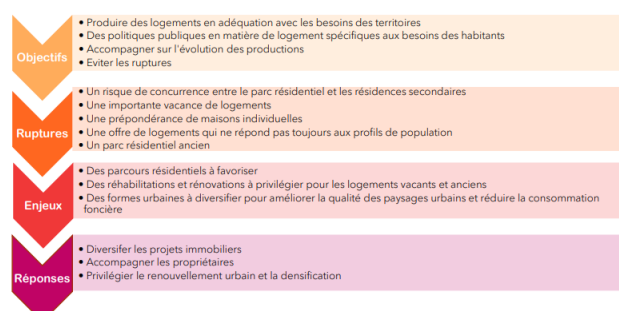 Objectifs
• Produire des logements en adéquation avec les besoins des territoires
• Des politiques publiques en matière de logement spécifiques aux besoins des habitants
• Accompagner sur l'évolution des productions
• Eviter les ruptures
Ruptures
• Un risque de concurrence entre le parc résidentiel et les résidences secondaires
• Une importante vacance de logements
• Une prépondérance de maisons individuelles
• Une offre de logements qui ne répond pas toujours aux profils de population
• Un parc résidentiel ancien
Enjeux
• Des parcours résidentiels à favoriser
• Des réhabilitations et rénovations à privilégier pour les logements vacants et anciens
• Des formes urbaines à diversifier pour améliorer la qualité des paysages urbains et réduire la consommation
foncière
Réponses
• Diversifer les projets immobiliers
• Accompagner les propriétaires
• Privilégier le renouvellement urbain et la densification